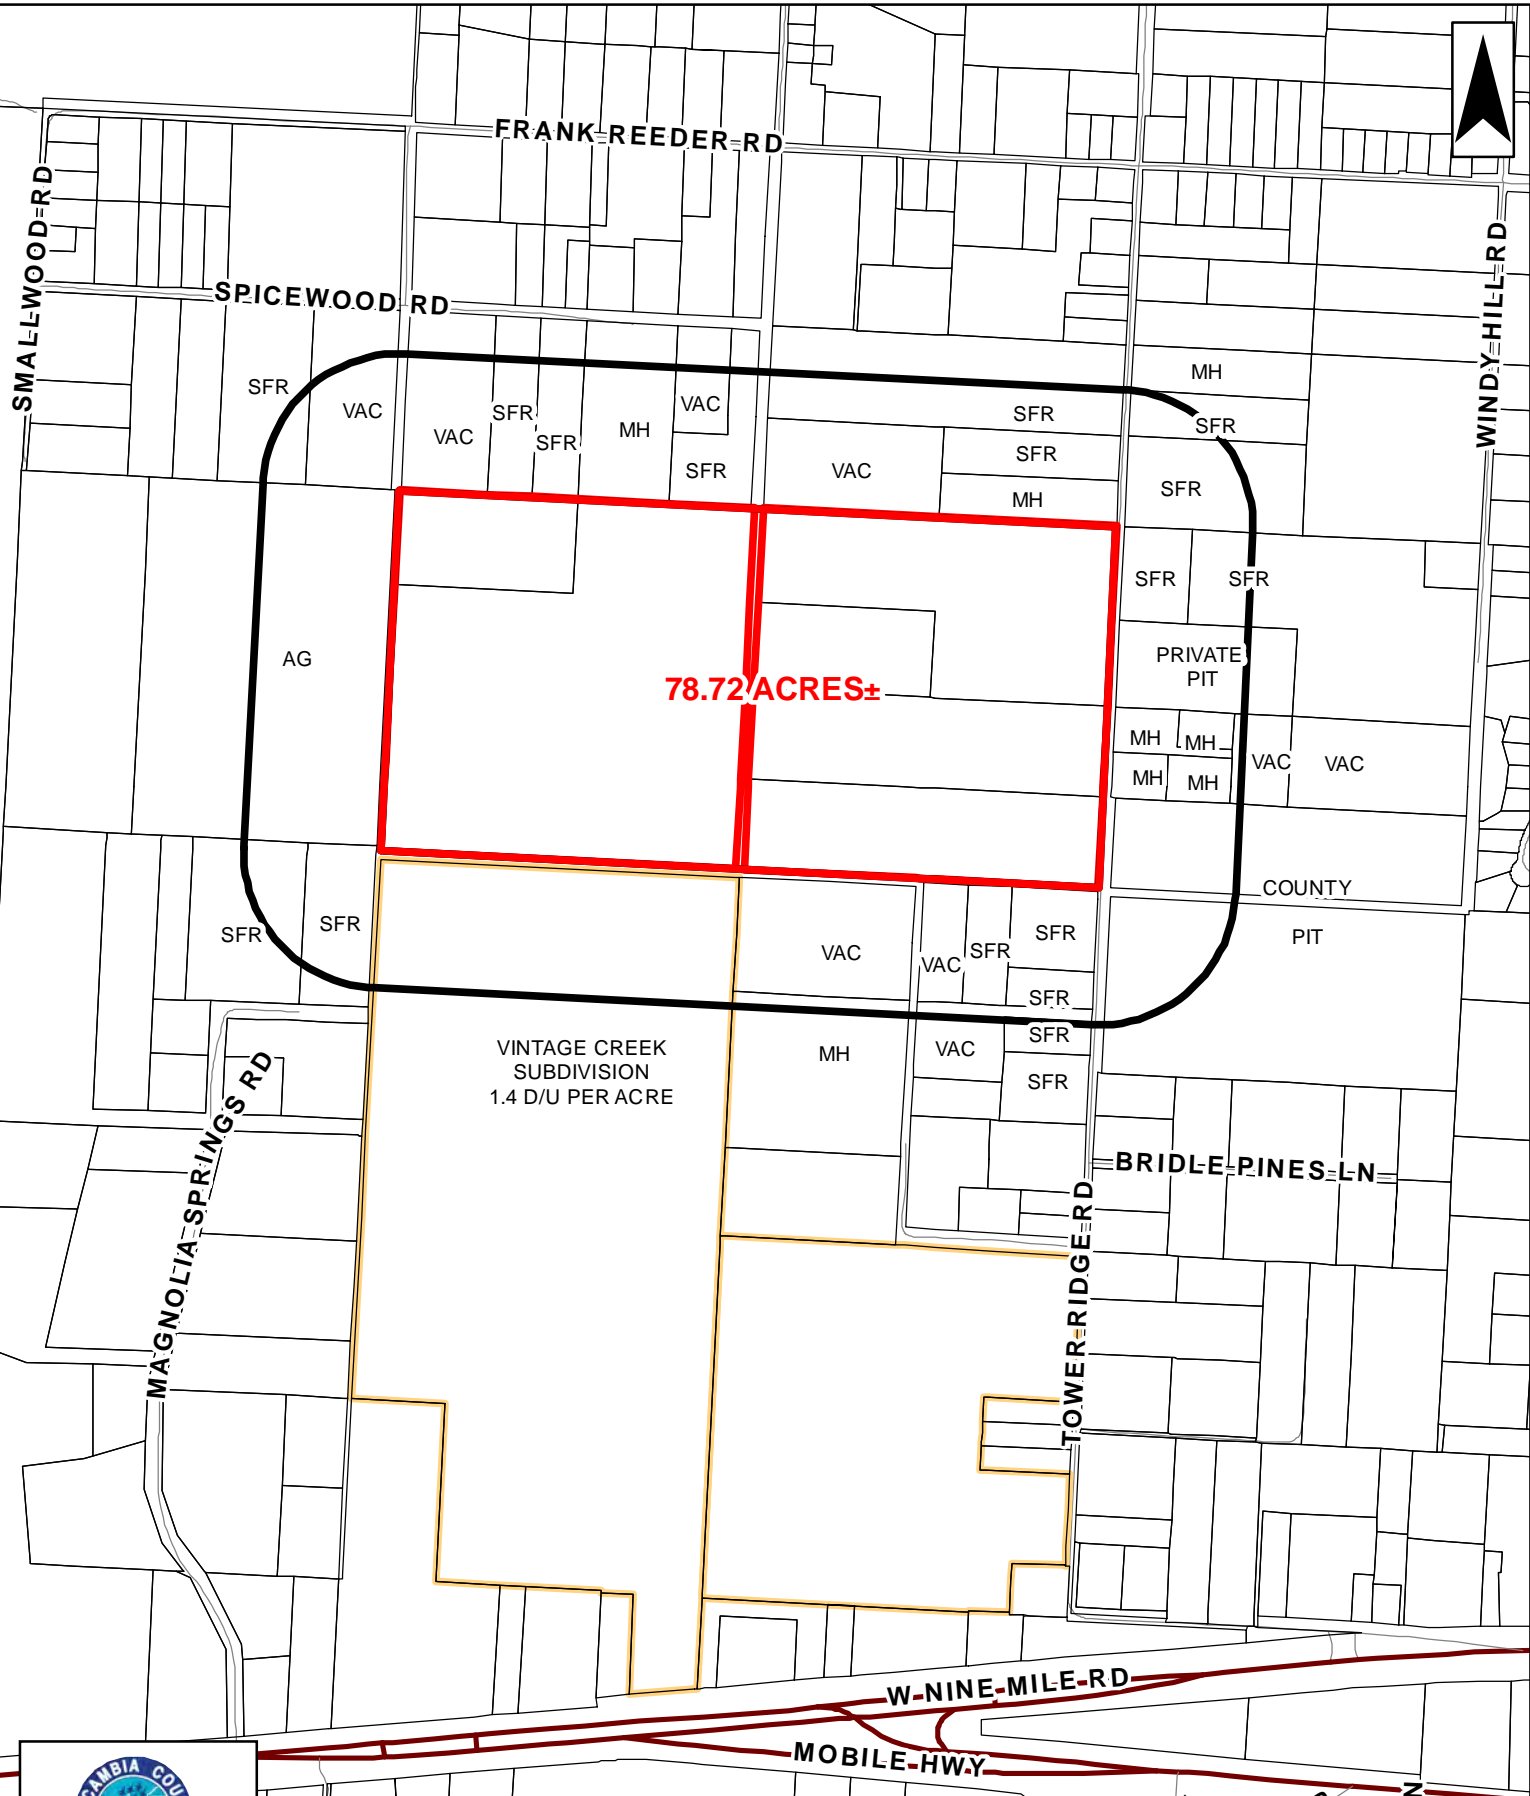 FRANK REEDER RD
SMALLWOOD RD
SPICEWOOD RD
WINDY HILL RD
SFR
VAC
VAC
SFR
SFR
MH
VAC
SFR
VAC
SFR
SFR
MH
MH
SFR
SFR
SFR
SFR
AG
78.72 ACRES±
PRIVATE
PIT
MH
MH
MH
MH
VAC
VAC
COUNTY
PIT
SFR
SFR
VAC
VAC
SFR
SFR
SFR
SFR
SFR
MH
VAC
VINTAGE CREEK
SUBDIVISION
1.4 D/U PER ACRE
MAGNOLIA SPRINGS RD
BRIDLE PINES LN
TOWER RIDGE RD
W NINE MILE RD
MOBILE HWY
N